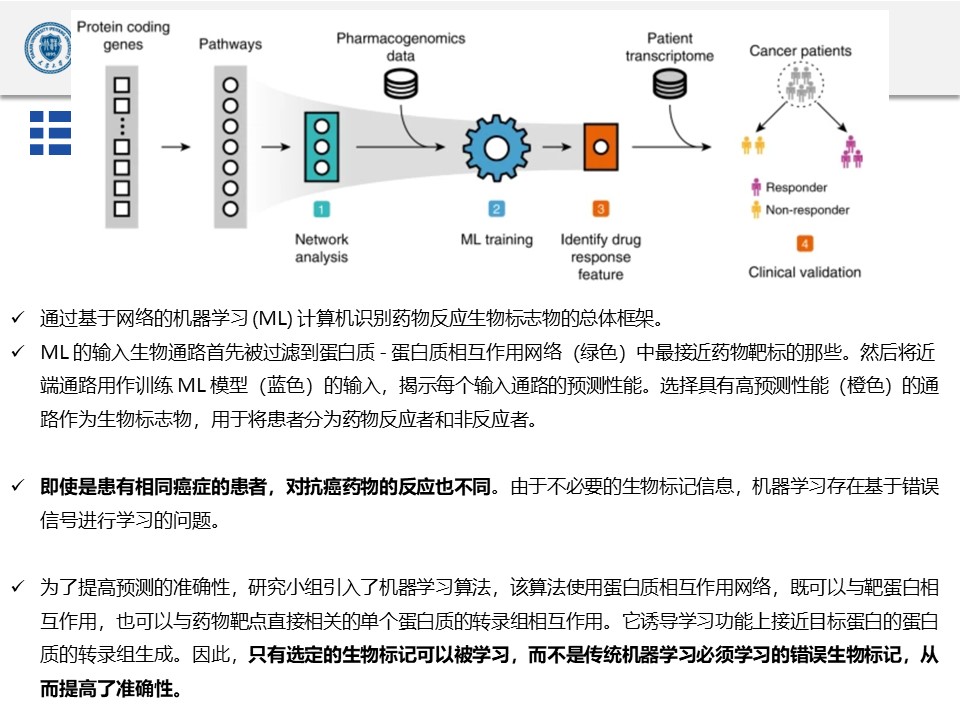 Protein coding
genes
Pathways
Pharmacogenomics
data
Patient
transcriptome
Cancer patients
Responder
Non-responder
1
2
3
4
Network
analysis
ML training
Identify drug
response
feature
Clinical validation
✓ 通过基于网络的机器学习 (ML) 计算机识别药物反应生物标志物的总体框架。
✓ ML 的输入生物通路首先被过滤到蛋白质 - 蛋白质相互作用网络（绿色）中最接近药物靶标的那些。然后将近
端通路用作训练 ML 模型（蓝色）的输入，揭示每个输入通路的预测性能。选择具有高预测性能（橙色）的通
路作为生物标志物，用于将患者分为药物反应者和非反应者。
✓ 即使是患有相同癌症的患者，对抗癌药物的反应也不同。由于不必要的生物标记信息，机器学习存在基于错误
信号进行学习的问题。
✓ 为了提高预测的准确性，研究小组引入了机器学习算法，该算法使用蛋白质相互作用网络，既可以与靶蛋白相
互作用，也可以与药物靶点直接相关的单个蛋白质的转录组相互作用。它诱导学习功能上接近目标蛋白的蛋白
质的转录组生成。因此，只有选定的生物标记可以被学习，而不是传统机器学习必须学习的错误生物标记，从
而提高了准确性。